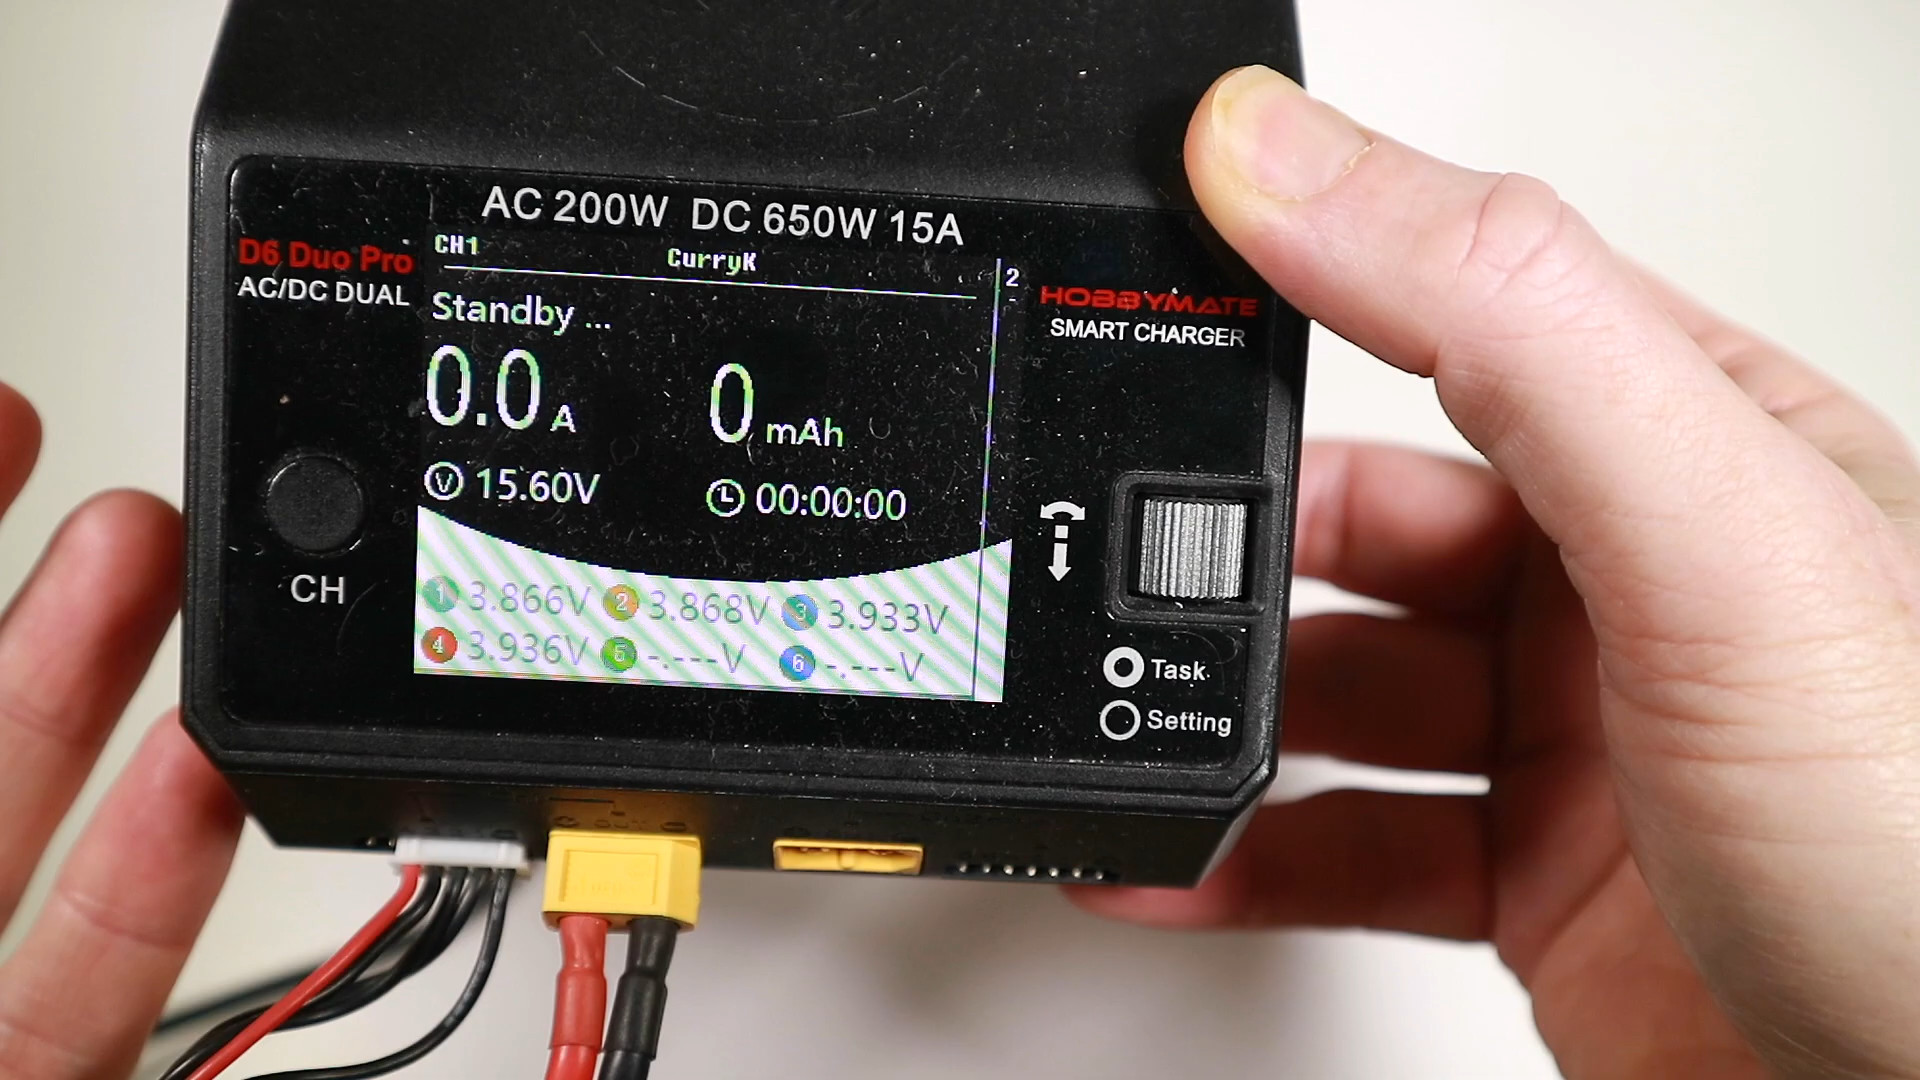 AC 200W DC 650W 15A
D6 Duo Pro
AC/DC DUAL
CH1
CurryK
2
Standby ...
0.0 A
0 mAh
V 15.60V
00:00:00
1 3.866V 2 3.868V 3 3.933V
4 3.936V 5 -.---V 6 -.---V
CH
HOBBYMATE
SMART CHARGER
Task
Setting